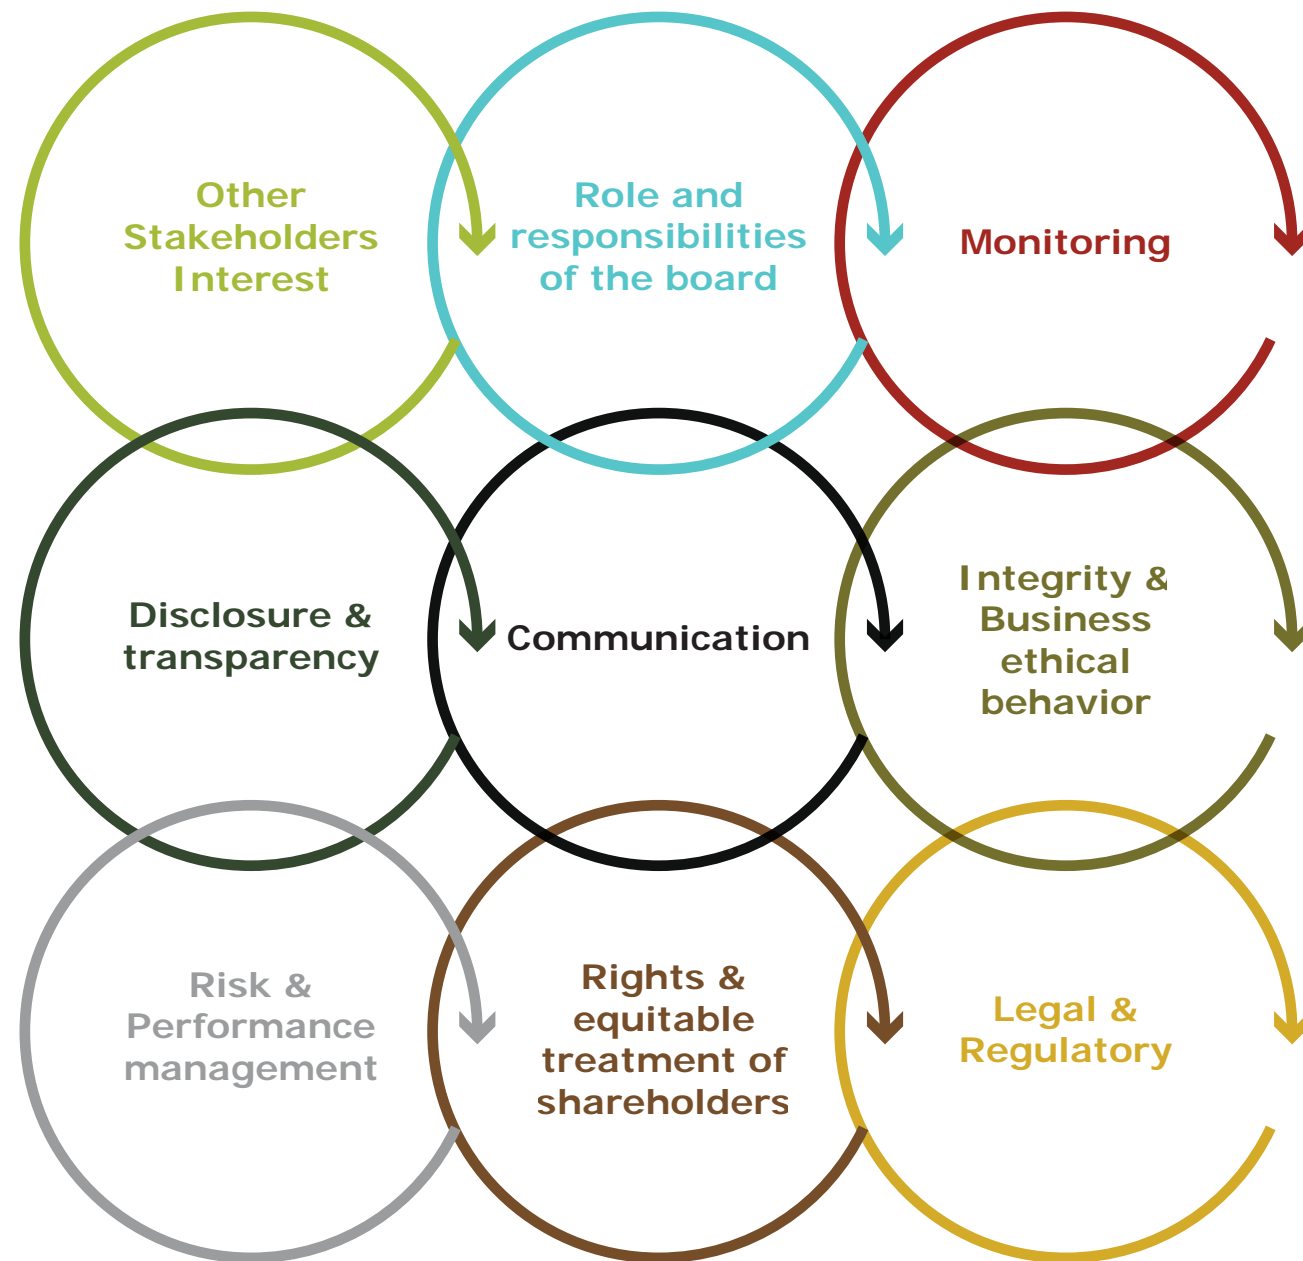 Other
Stakeholders
Interest
Role and
responsibilities
of the board
Monitoring
Disclosure &
transparency
Communication
Integrity &
Business
ethical
behavior
Risk &
Performance
management
Rights &
equitable
treatment of
shareholders
Legal &
Regulatory